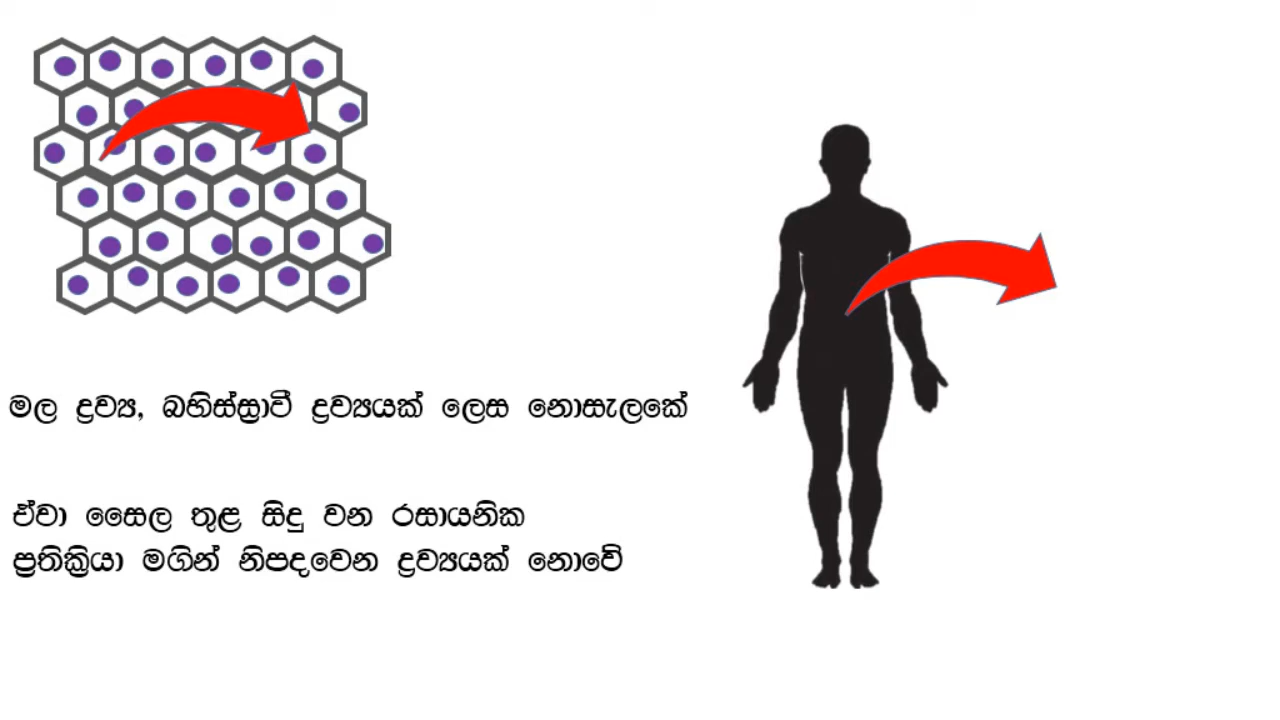 මල ද්‍රව්‍ය, බහිස්ස්‍රාවී ද්‍රව්‍යයක් ලෙස නොසැලකේ
ඒවා සෛල තුළ සිදු වන රසායනික
ප්‍රතික්‍රියා මගින් නිපදවෙන ද්‍රව්‍යයක් නොවේ